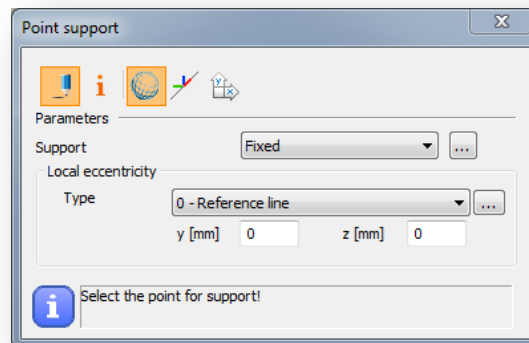 Point support
Parameters
Support Fixed ...
Local eccentricity
Type 0 - Reference line ...
y [mm] 0 z [mm] 0
Select the point for support!